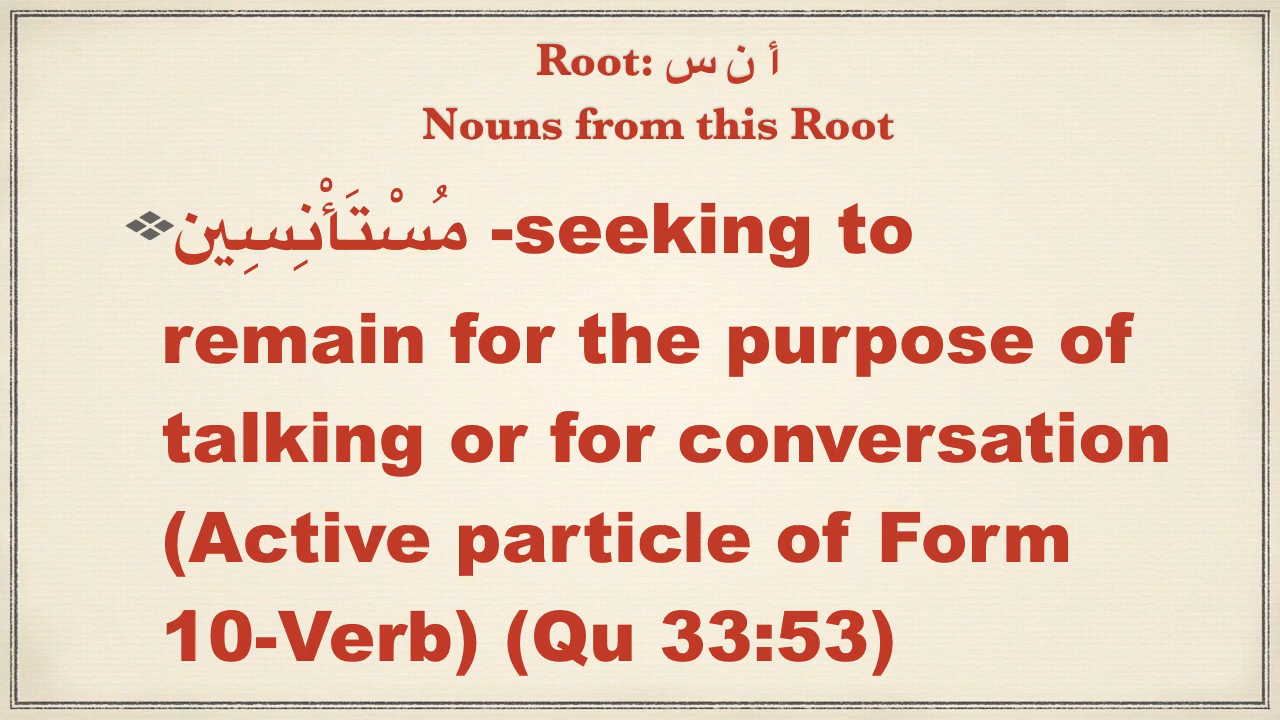 Root: أ ن س
Nouns from this Root
❖مُسْتَأْنِسِين -seeking to
remain for the purpose of
talking or for conversation
(Active particle of Form
10-Verb) (Qu 33:53)